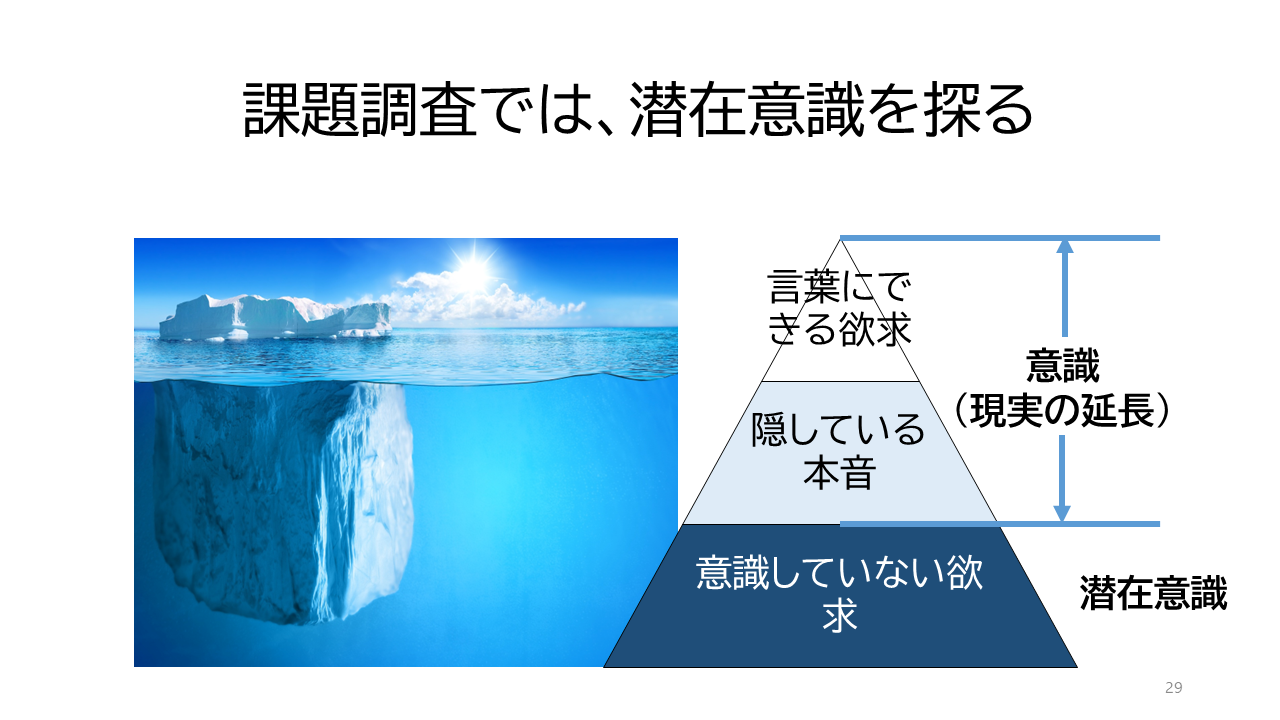 課題調査では、潜在意識を探る
言葉にで
きる欲求
隠している
本音
意識していない欲
求
意識
（現実の延長）
潜在意識
29